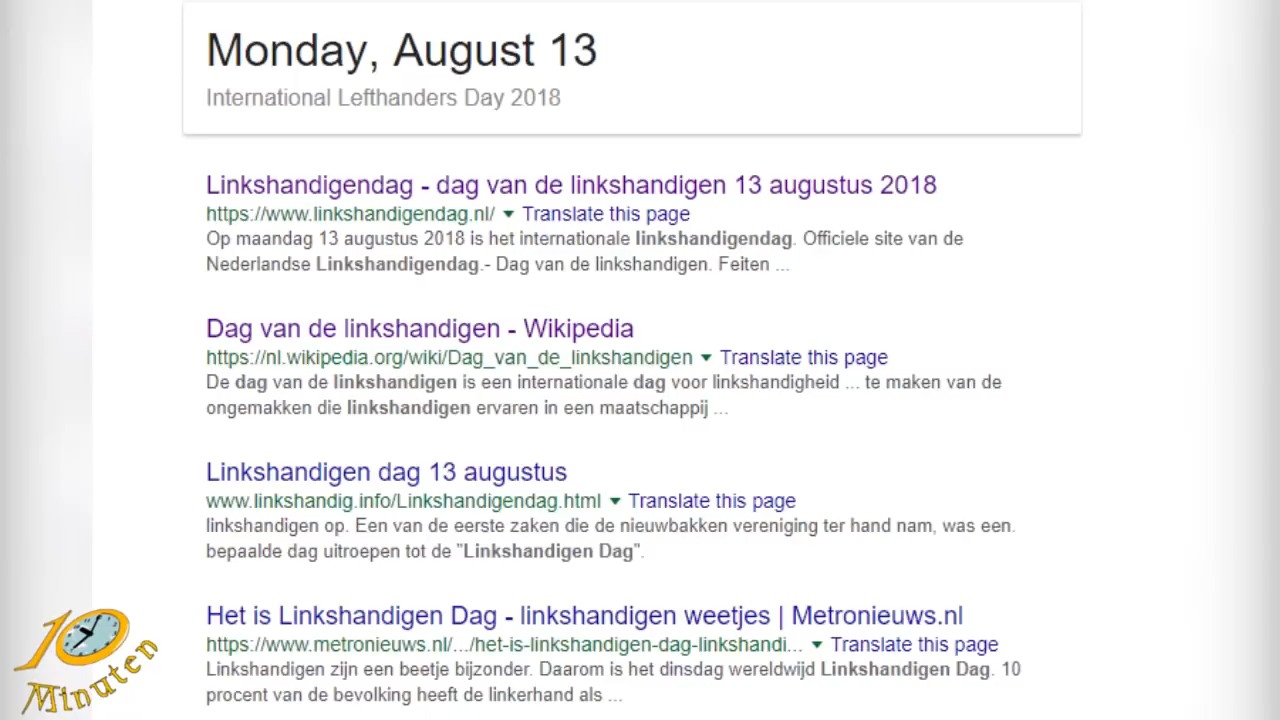 Monday, August 13
International Lefthanders Day 2018
Linkshandigendag - dag van de linkshandigen 13 augustus 2018
https://www.linkshandigendag.nl/ ▼ Translate this page
Op maandag 13 augustus 2018 is het internationale linkshandigendag. Officiele site van de
Nederlandse Linkshandigendag.- Dag van de linkshandigen. Feiten ...
Dag van de linkshandigen - Wikipedia
https://nl.wikipedia.org/wiki/Dag_van_de_linkshandigen ▼ Translate this page
De dag van de linkshandigen is een internationale dag voor linkshandigheid ... te maken van de
ongemakken die linkshandigen ervaren in een maatschappij ...
Linkshandigen dag 13 augustus
www.linkshandig.info/Linkshandigendag.html ▼ Translate this page
linkshandigen op. Een van de eerste zaken die de nieuwbakken vereniging ter hand nam, was een.
bepaalde dag uitroepen tot de "Linkshandigen Dag".
Het is Linkshandigen Dag - linkshandigen weetjes | Metronieuws.nl
https://www.metronieuws.nl/.../het-is-linkshandigen-dag-linkshandi... ▼ Translate this page
Linkshandigen zijn een beetje bijzonder. Daarom is het dinsdag wereldwijd Linkshandigen Dag. 10
procent van de bevolking heeft de linkerhand als ...
10
Minuten